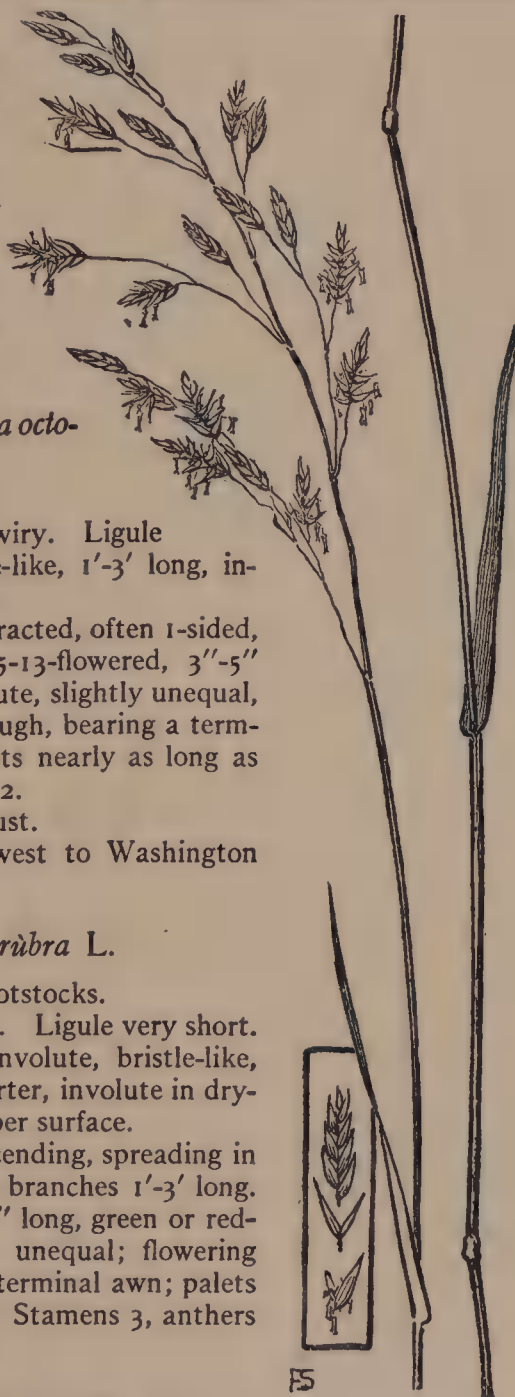 a octo-
wiry. Ligule
-like, 1'-3' long, in-
racted, often 1-sided,
5-13-flowered, 3"-5"
ute, slightly unequal,
ugh, bearing a term-
ts nearly as long as
2.
ust.
west to Washington
rùbra L.
otstocks.
. Ligule very short.
nvolute, bristle-like,
rter, involute in dry-
per surface.
cending, spreading in
branches 1'-3' long.
" long, green or red-
unequal; flowering
terminal awn; palets
Stamens 3, anthers
FS